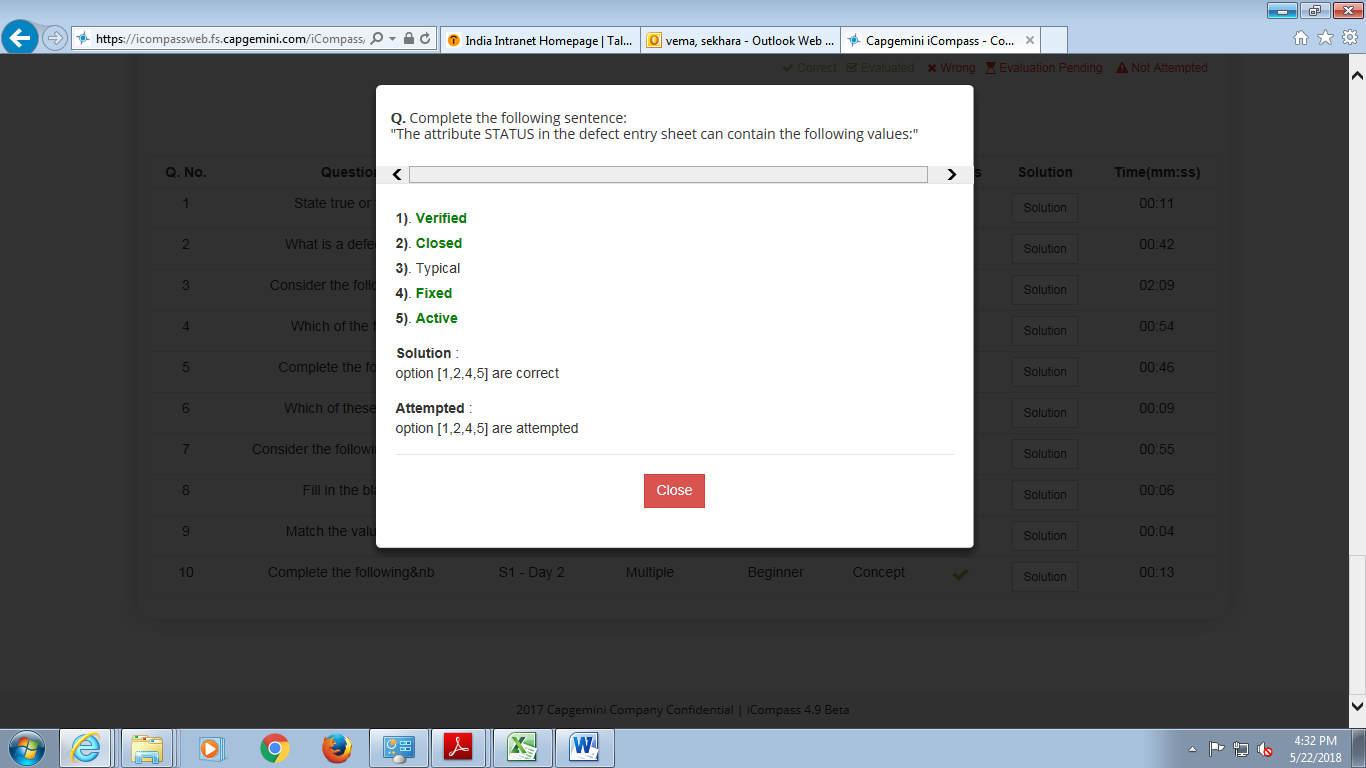 https://icompassweb.fs.capgemini.com/iCompass/
India Intranet Homepage | Tal...
vema, sekhara - Outlook Web ...
Capgemini iCompass - Co...
Correct Evaluated Wrong Evaluation Pending Not Attempted
Q. Complete the following sentence:
"The attribute STATUS in the defect entry sheet can contain the following values:"
Q. No. Question s Solution Time(mm:ss)
1 State true or Solution 00:11
2 What is a defe Solution 00:42
3 Consider the follo Solution 02:09
4 Which of the f Solution 00:54
5 Complete the fo Solution 00:46
6 Which of these Solution 00:09
7 Consider the followi Solution 00:55
8 Fill in the bla Solution 00:06
9 Match the valu Solution 00:04
10 Complete the following&nb S1 - Day 2 Multiple Beginner Concept Solution 00:13
1). Verified
2). Closed
3). Typical
4). Fixed
5). Active
Solution :
option [1,2,4,5] are correct
Attempted :
option [1,2,4,5] are attempted
Close
2017 Capgemini Company Confidential | iCompass 4.9 Beta
4:32 PM
5/22/2018